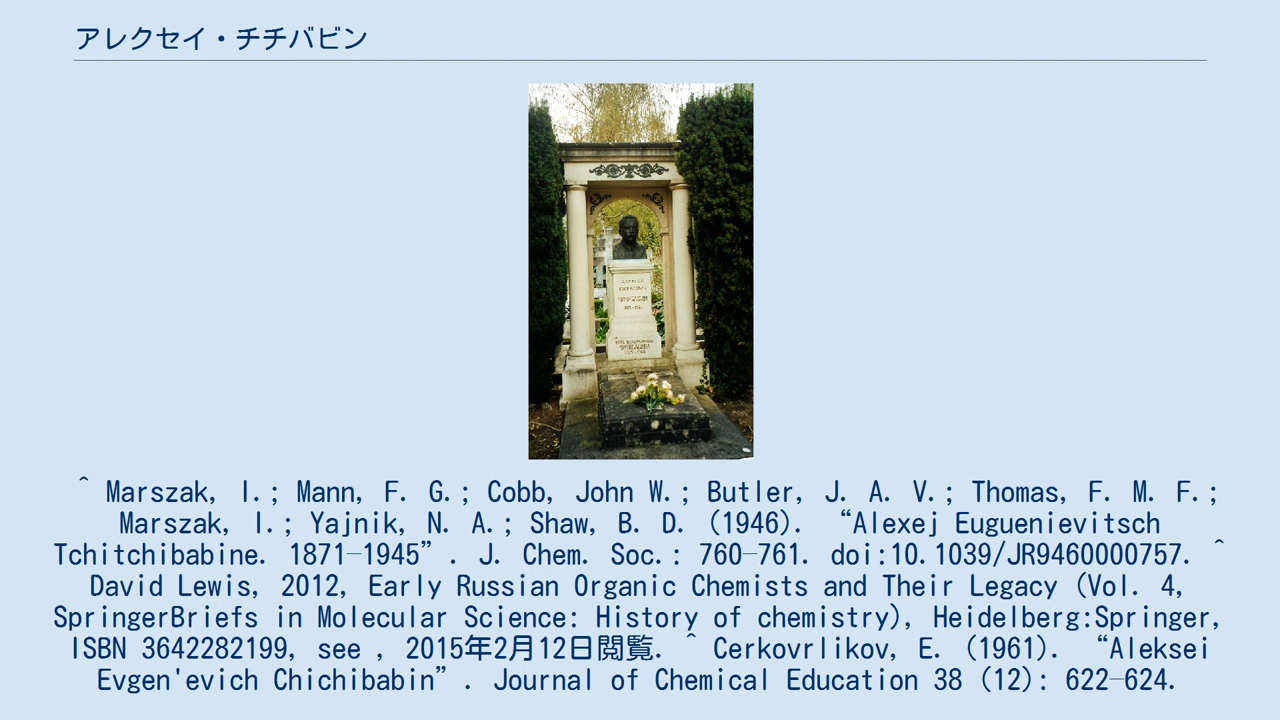 アレクセイ・チチバビン
^ Marszak, I.; Mann, F. G.; Cobb, John W.; Butler, J. A. V.; Thomas, F. M. F.;
Marszak, I.; Yajnik, N. A.; Shaw, B. D. (1946). “Alexej Euguenievitsch
Tchitchibabine. 1871–1945”. J. Chem. Soc.: 760–761. doi:10.1039/JR9460000757. ^
David Lewis, 2012, Early Russian Organic Chemists and Their Legacy (Vol. 4,
SpringerBriefs in Molecular Science: History of chemistry), Heidelberg:Springer,
ISBN 3642282199, see , 2015年2月12日閲覧. ^ Cerkovrlikov, E. (1961). “Aleksei
Evgen'evich Chichibabin”. Journal of Chemical Education 38 (12): 622–624.